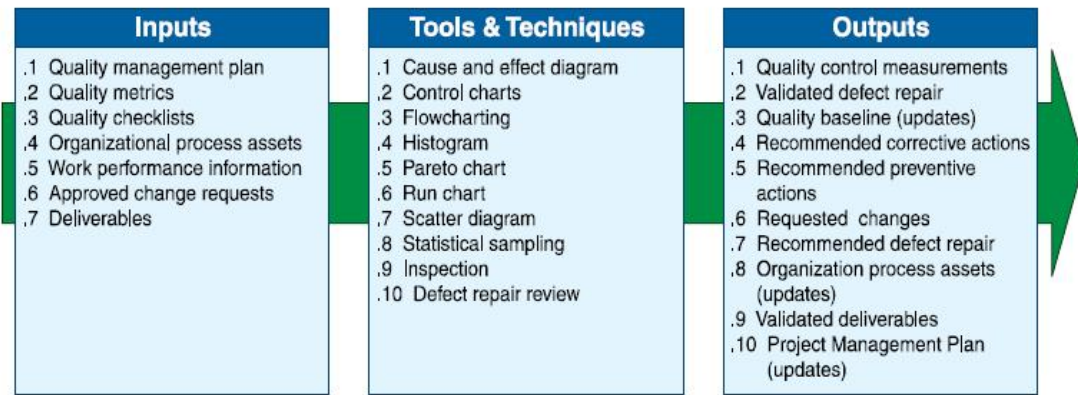 Inputs
.1 Quality management plan
.2 Quality metrics
.3 Quality checklists
.4 Organizational process assets
.5 Work performance information
.6 Approved change requests
.7 Deliverables
Tools & Techniques
.1 Cause and effect diagram
.2 Control charts
.3 Flowcharting
.4 Histogram
.5 Pareto chart
.6 Run chart
.7 Scatter diagram
.8 Statistical sampling
.9 Inspection
.10 Defect repair review
Outputs
.1 Quality control measurements
.2 Validated defect repair
.3 Quality baseline (updates)
.4 Recommended corrective actions
.5 Recommended preventive
actions
.6 Requested changes
.7 Recommended defect repair
.8 Organization process assets
(updates)
.9 Validated deliverables
.10 Project Management Plan
(updates)